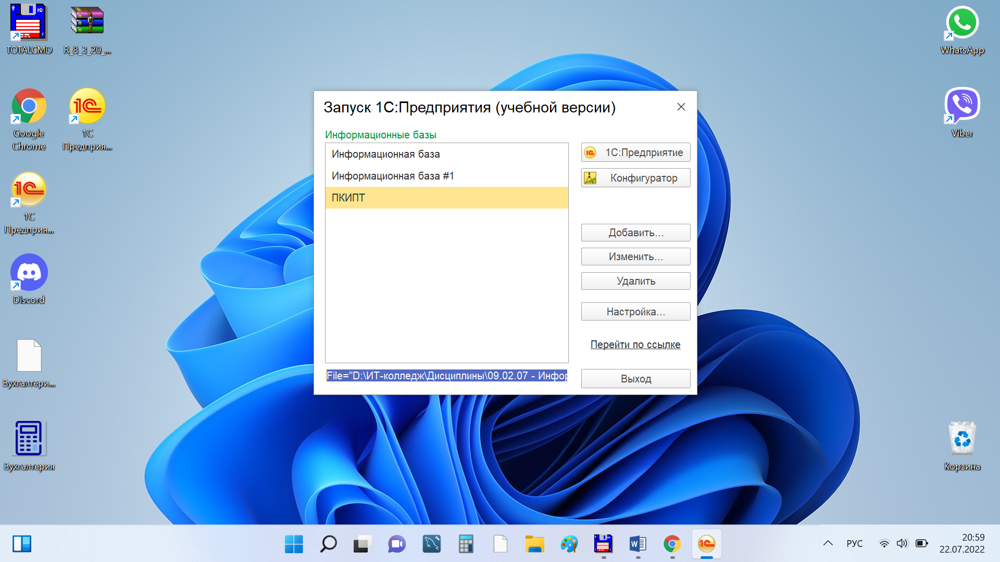 TOTALCMD
R_8_3_20_...
WhatsApp
Google
Chrome
1С
Предприя...
Viber
1С
Предприя...
Discord
Бухгалтери...
Бухгалтерия
Корзина
Запуск 1С:Предприятия (учебной версии)
Информационные базы
Информационная база
Информационная база #1
ПКИПТ
1С:Предприятие
Конфигуратор
Добавить...
Изменить...
Удалить
Настройка...
Перейти по ссылке
File="D:\ИТ-колледж\Дисциплины\09.02.07 - Инфор
Выход
РУС
20:59
22.07.2022